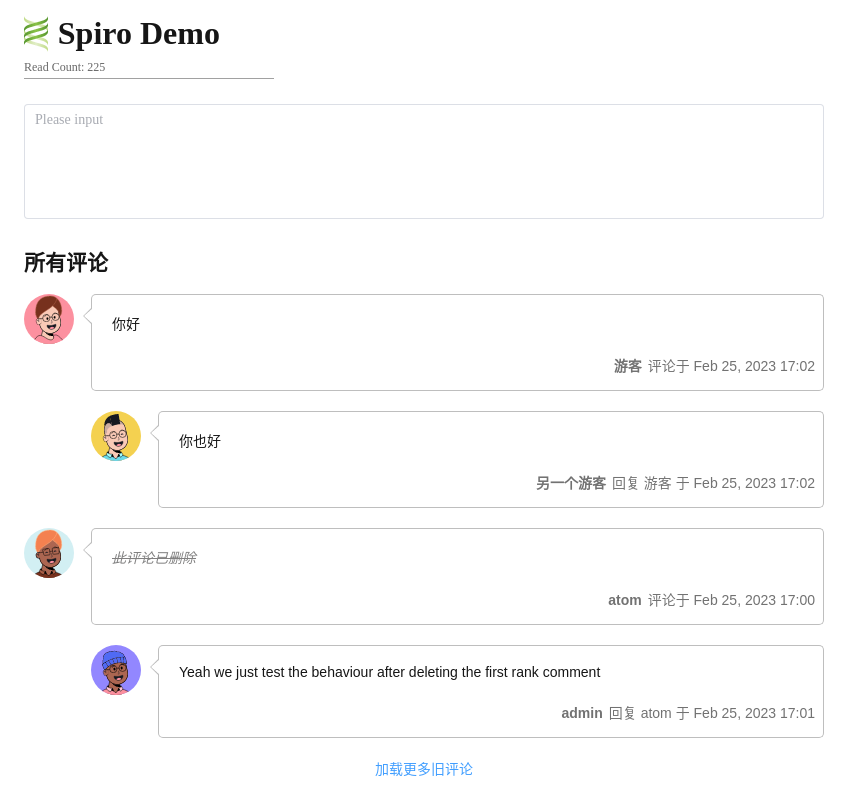 Spiro Demo
Read Count: 225
Please input
所有评论
你好
游客 评论于 Feb 25, 2023 17:02
你也好
另一个游客 回复 游客 于 Feb 25, 2023 17:02
此评论已删除
atom 评论于 Feb 25, 2023 17:00
Yeah we just test the behaviour after deleting the first rank comment
admin 回复 atom 于 Feb 25, 2023 17:01
加载更多旧评论